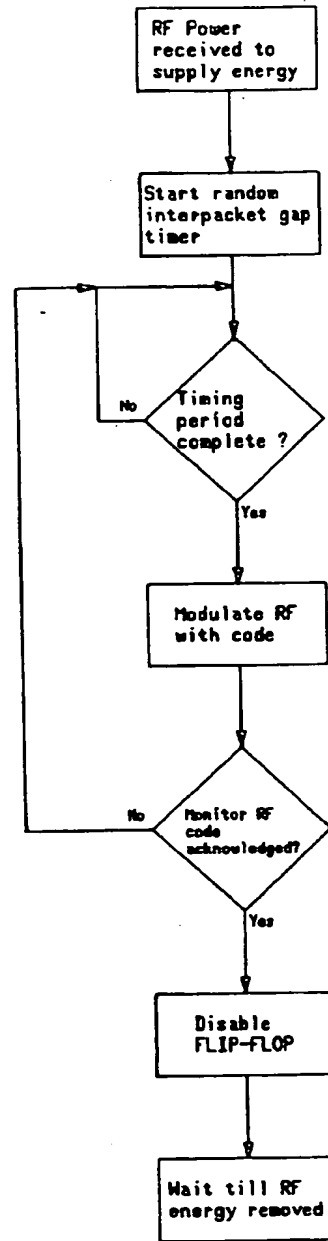 RF Power
received to
supply energy
Start random
interpacket gap
timer
No
Timing
period
complete ?
Yes
Modulate RF
with code
No
Monitor RF
code
acknowledged?
Yes
Disable
FLIP-FLOP
Wait till RF
energy removed